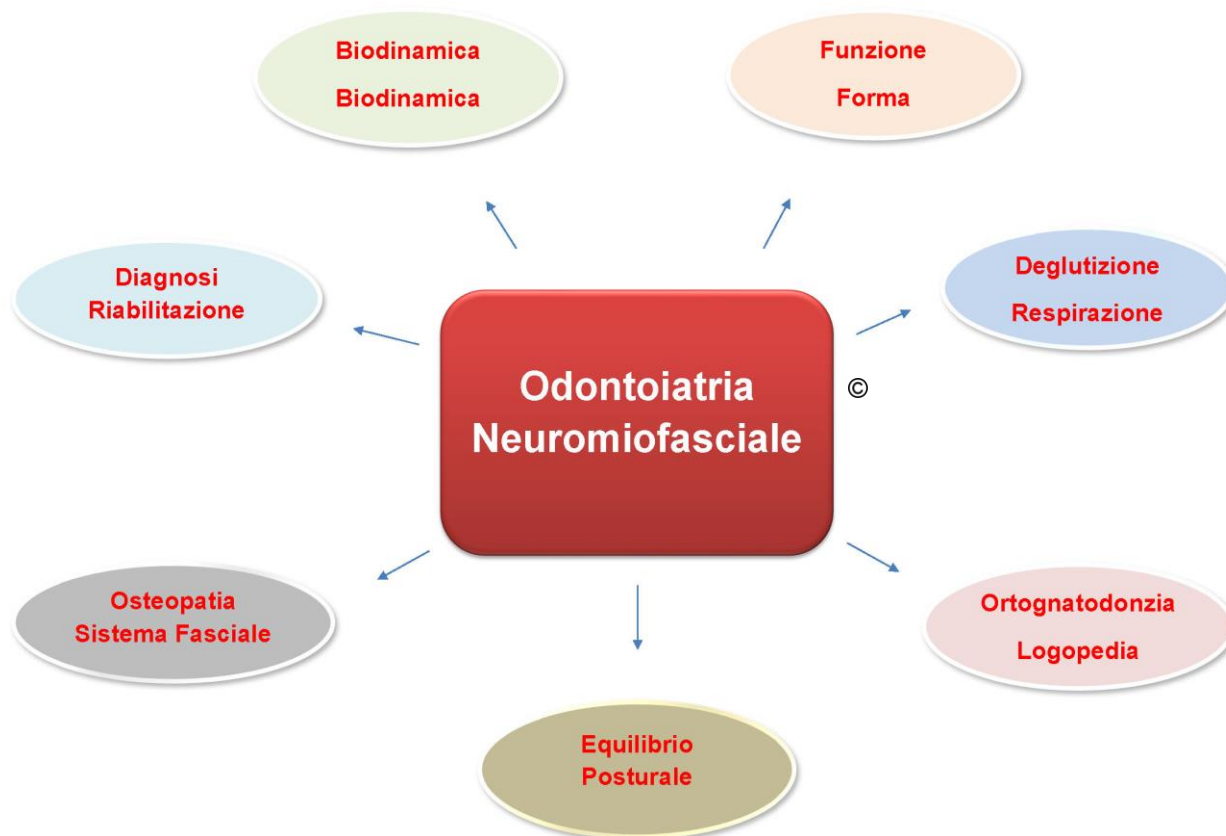 Biodinamica
Biodinamica
Funzione
Forma
Diagnosi
Riabilitazione
Deglutizione
Respirazione
Odontoiatria
Neuromiofasciale
©
Osteopatia
Sistema Fasciale
Ortognatodonzia
Logopedia
Equilibrio
Posturale